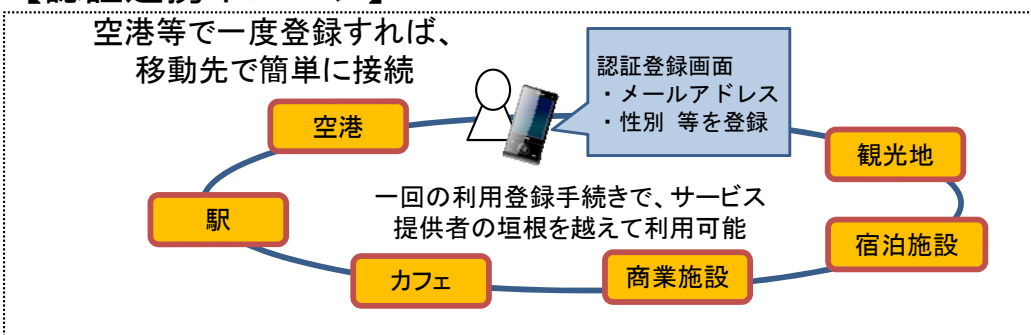 空港等で一度登録すれば、
移動先で簡単に接続
認証登録画面
・メールアドレス
・性別 等を登録
空港
観光地
一回の利用登録手続きで、サービス
提供者の垣根を越えて利用可能
駅
宿泊施設
カフェ
商業施設